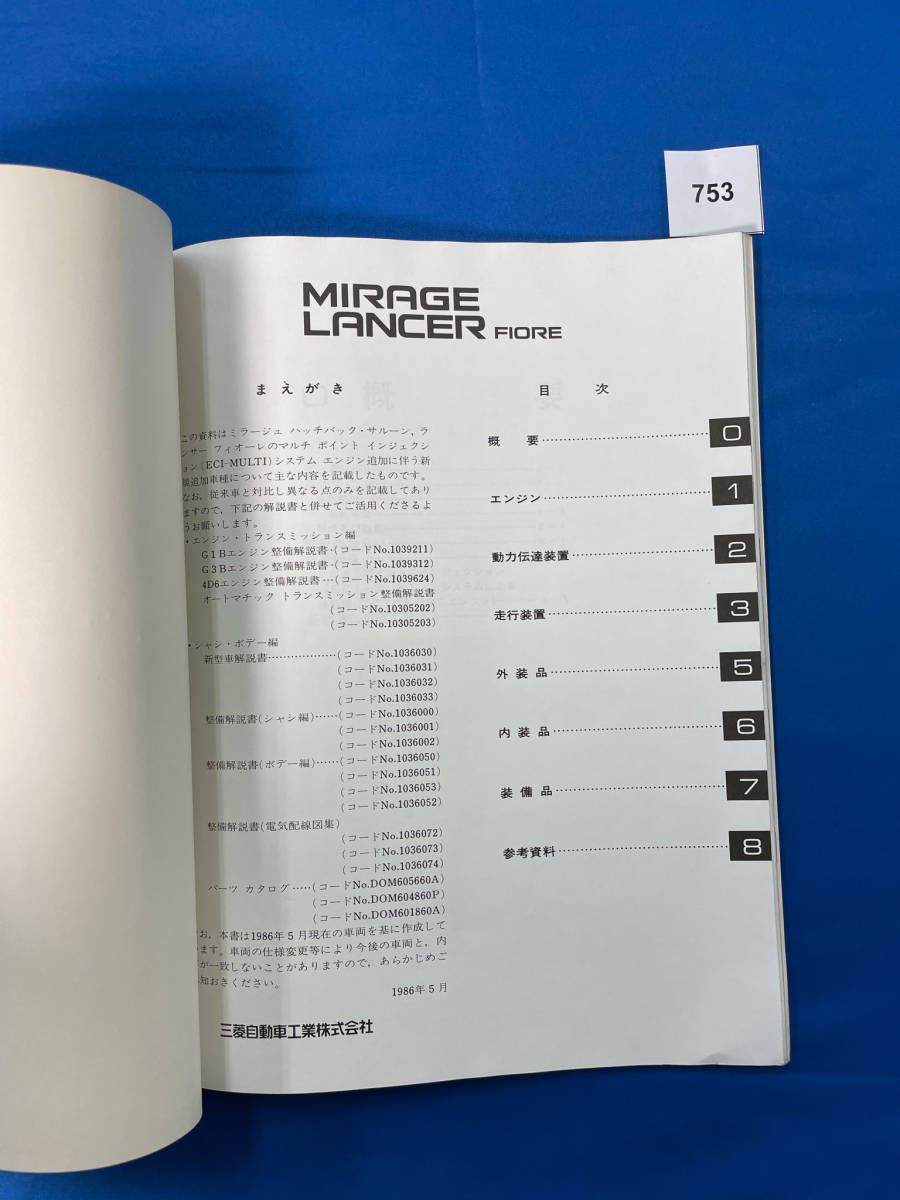 753
MIRAGE
LANCER FIORE
まえがき
この資料はミラージュ ハッチバック・サルーン，ラ
ンサー フィオーレのマルチ ポイント インジェクシ
ョン(ECI-MULTI)システム エンジン追加に伴う新
規追加車種について主な内容を記載したものです。
なお，従来車と対比し異なる点のみを記載してあり
ますので，下記の解説書と併せてご活用くださるよ
うお願いします。
・エンジン・トランスミッション編
G1Bエンジン整備解説書･(コードNo.1039211)
G3Bエンジン整備解説書･(コードNo.1039312)
4D6エンジン整備解説書…(コードNo.1039624)
オートマチック トランスミッション整備解説書
(コードNo.10305202)
(コードNo.10305203)
・シャシ・ボデー編
新型車解説書………………(コードNo.1036030)
(コードNo.1036031)
(コードNo.1036032)
(コードNo.1036033)
整備解説書(シャシ編)……(コードNo.1036000)
(コードNo.1036001)
(コードNo.1036002)
整備解説書(ボデー編)……(コードNo.1036050)
(コードNo.1036051)
(コードNo.1036053)
(コードNo.1036052)
整備解説書(電気配線図集)
(コードNo.1036072)
(コードNo.1036073)
(コードNo.1036074)
パーツ カタログ……(コードNo.DOM605660A)
(コードNo.DOM604860P)
(コードNo.DOM601860A)
お，本書は1986年5月現在の車両を基に作成して
ます。車両の仕様変更等により今後の車両と，内
が一致しないことがありますので，あらかじめご
知おきください。
1986年5月
三菱自動車工業株式会社
目 次
概 要……………………………… 0
エンジン……………………………… 1
動力伝達装置……………………………… 2
走行装置……………………………… 3
外装品……………………………… 5
内装品……………………………… 6
装備品……………………………… 7
参考資料……………………………… 8